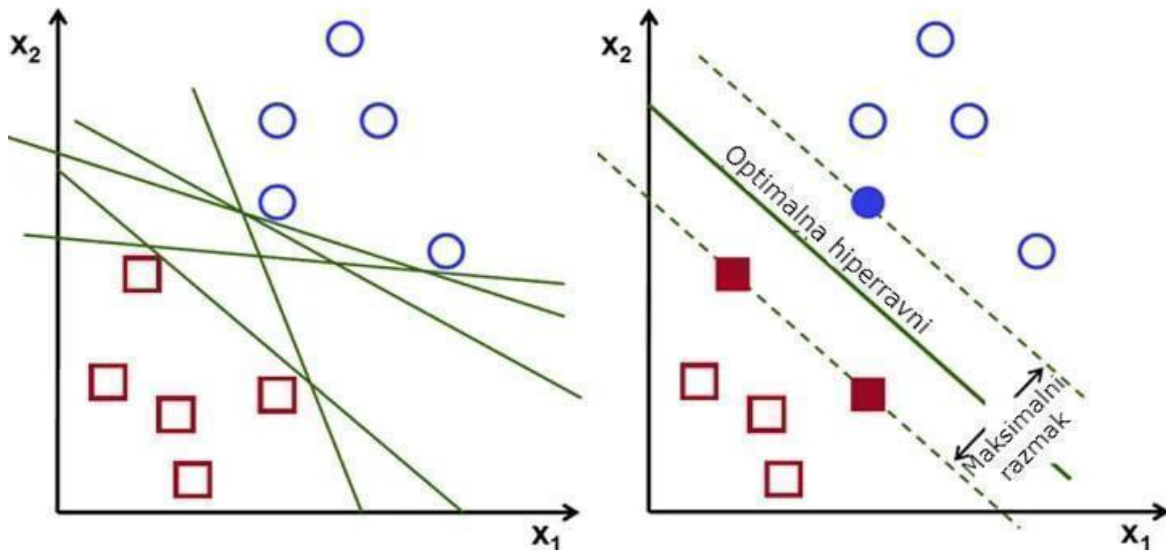 x₂
x₁
x₂
Optimalna hiperravni
Maksimalni
razmak
x₁